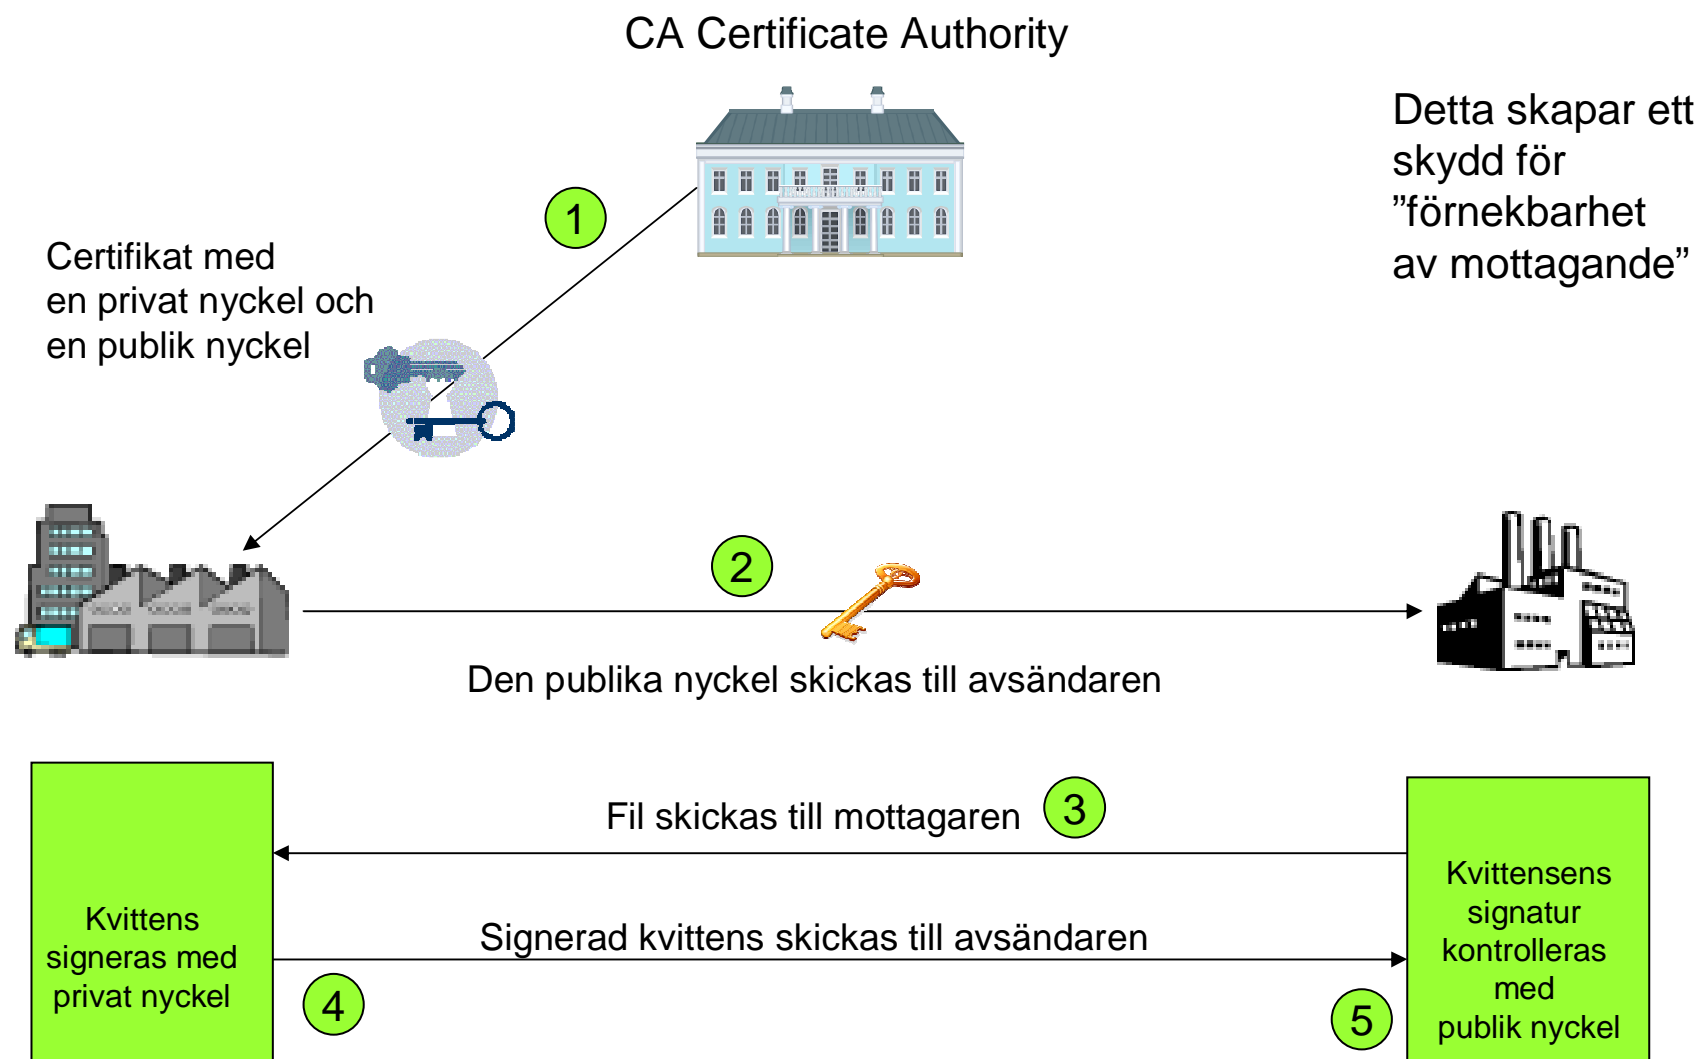 CA Certificate Authority
Detta skapar ett
skydd för
”förnekbarhet
av mottagande”
1
Certifikat med
en privat nyckel och
en publik nyckel
2
Den publika nyckel skickas till avsändaren
Fil skickas till mottagaren
3
Kvittens
signeras med
privat nyckel
Signerad kvittens skickas till avsändaren
4
Kvittensens
signatur
kontrolleras
med
publik nyckel
5